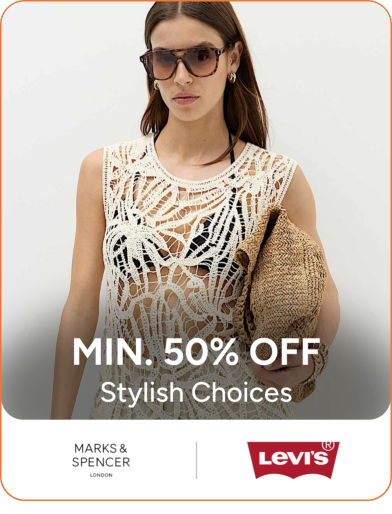 MIN. 50% OFF
Stylish Choices
MARKS &
SPENCER
LONDON
LEVI'S®